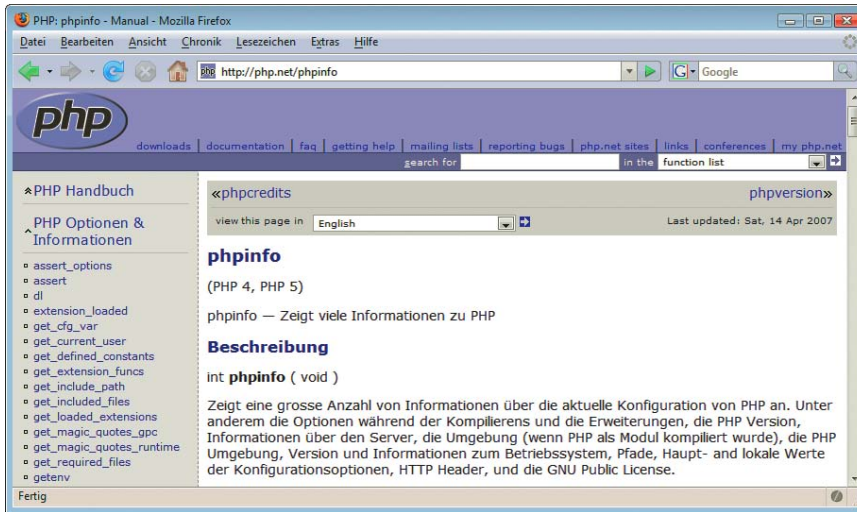 PHP: phpinfo - Manual - Mozilla Firefox
Datei Bearbeiten Ansicht Chronik Lesezeichen Extras Hilfe
php http://php.net/phpinfo G Google
php
downloads | documentation | faq | getting help | mailing lists | reporting bugs | php.net sites | links | conferences | my php.net
search for in the function list
PHP Handbuch
PHP Optionen &
Informationen
assert_options
assert
dl
extension_loaded
get_cfg_var
get_current_user
get_defined_constants
get_extension_funcs
get_include_path
get_included_files
get_loaded_extensions
get_magic_quotes_gpc
get_magic_quotes_runtime
get_required_files
getenv
«phpcredits phpversion»
view this page in English Last updated: Sat, 14 Apr 2007
phpinfo
(PHP 4, PHP 5)
phpinfo — Zeigt viele Informationen zu PHP
Beschreibung
int phpinfo ( void )
Zeigt eine grosse Anzahl von Informationen über die aktuelle Konfiguration von PHP an. Unter
anderem die Optionen während der Kompilierens und die Erweiterungen, die PHP Version,
Informationen über den Server, die Umgebung (wenn PHP als Modul kompiliert wurde), die PHP
Umgebung, Version und Informationen zum Betriebssystem, Pfade, Haupt- and lokale Werte
der Konfigurationsoptionen, HTTP Header, und die GNU Public License.
Fertig